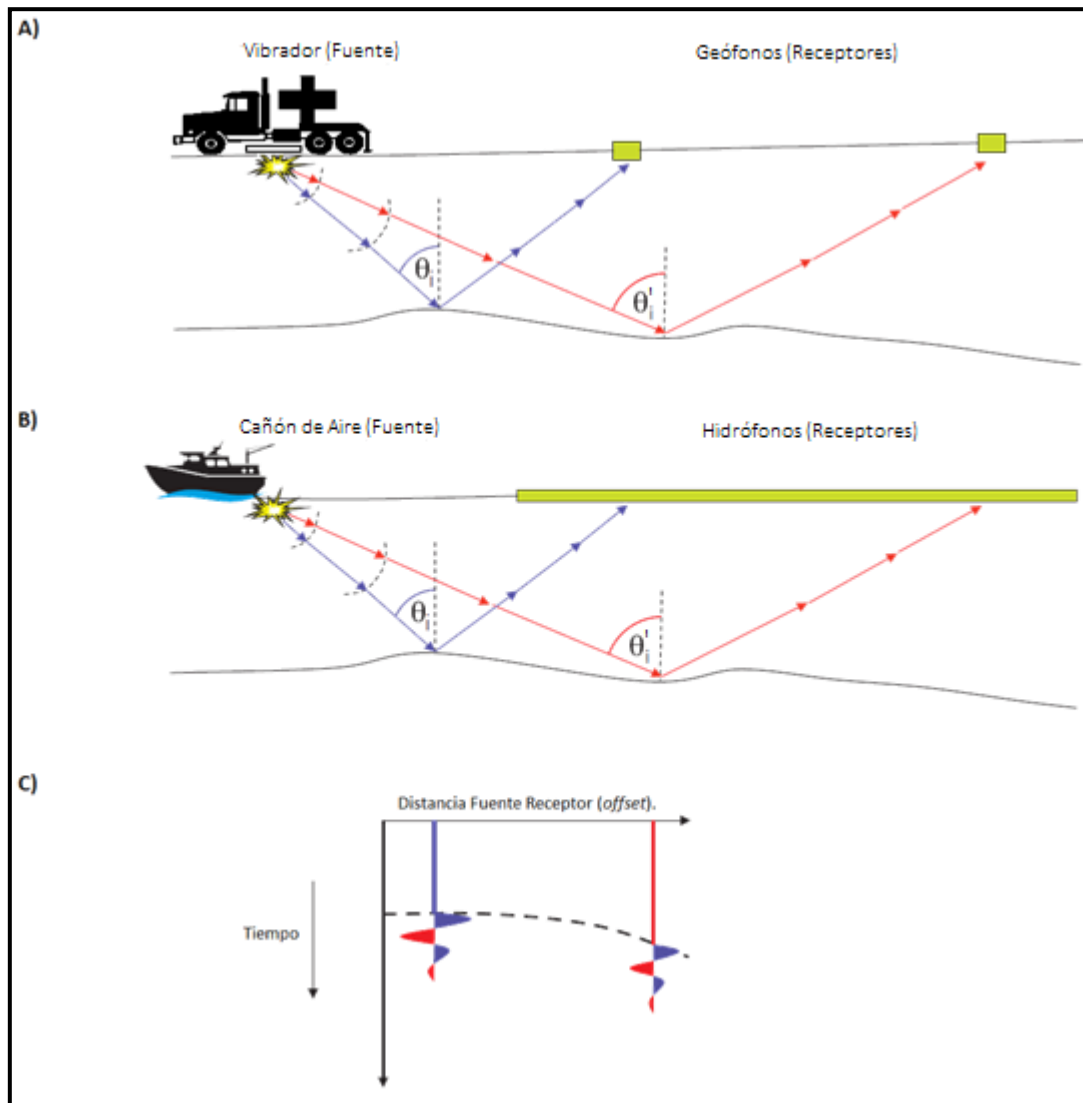 A)
Vibrador (Fuente)
Geófonos (Receptores)
θi
θ'i
B)
Cañón de Aire (Fuente)
Hidrófonos (Receptores)
θi
θ'i
C)
Distancia Fuente Receptor (offset).
Tiempo